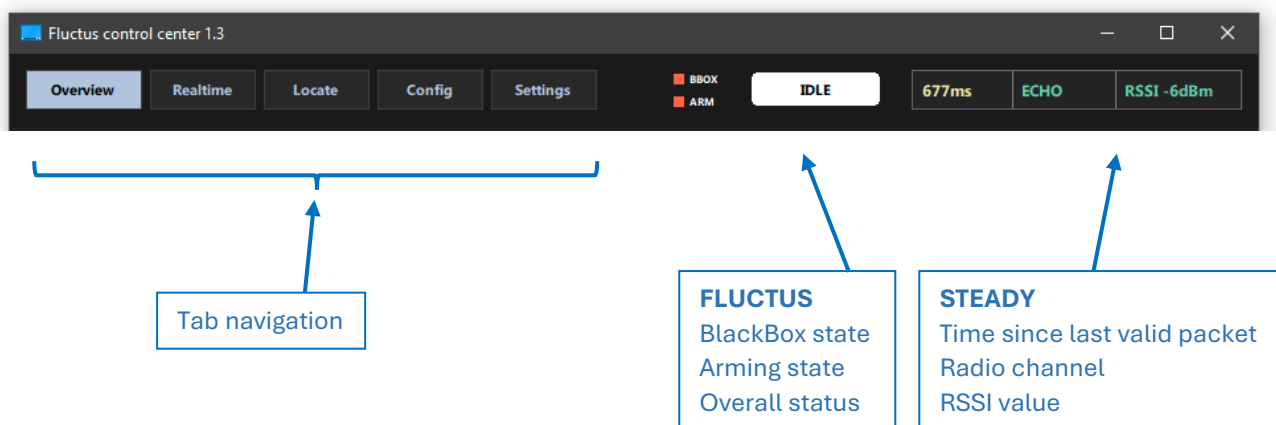 Fluctus control center 1.3
Overview Realtime Locate Config Settings BBOX ARM IDLE 677ms ECHO RSSI -6dBm
Tab navigation
FLUCTUS
BlackBox state
Arming state
Overall status
STEADY
Time since last valid packet
Radio channel
RSSI value